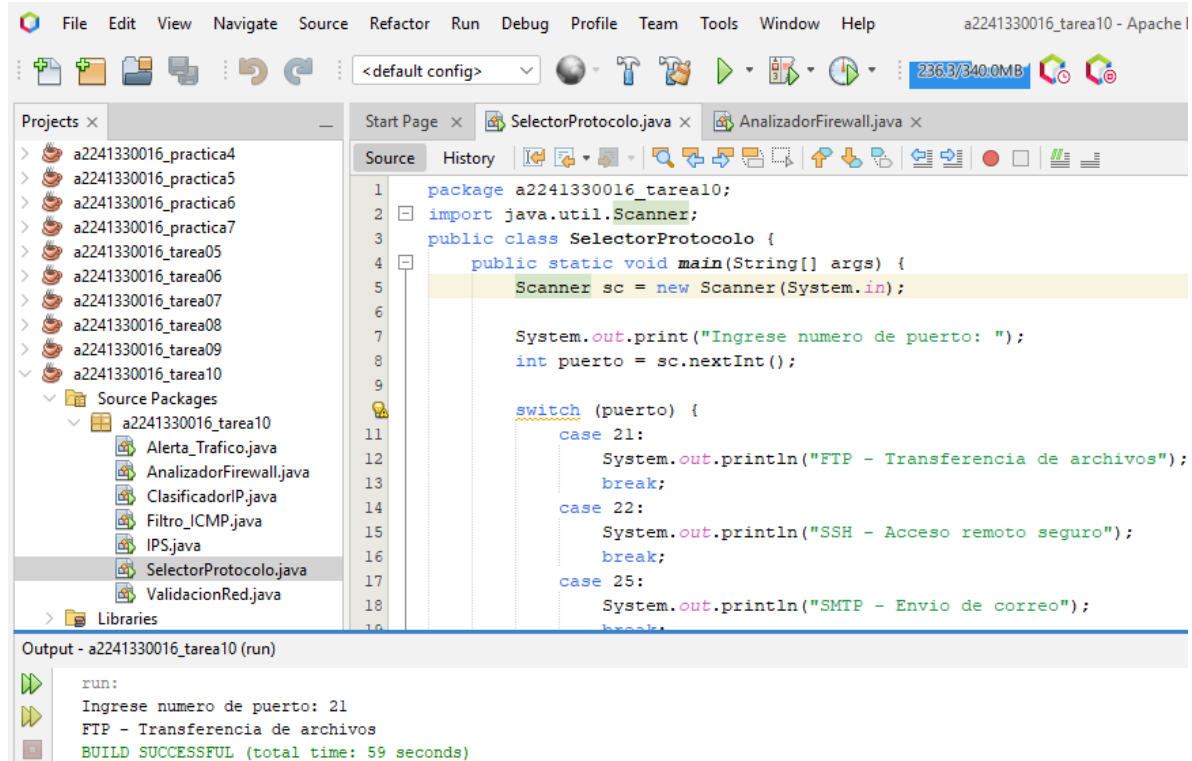 File Edit View Navigate Source Refactor Run Debug Profile Team Tools Window Help a2241330016_tarea10 - Apache
<default config>
236.3/340.0MB
Projects
a2241330016_practica4
a2241330016_practica5
a2241330016_practica6
a2241330016_practica7
a2241330016_tarea05
a2241330016_tarea06
a2241330016_tarea07
a2241330016_tarea08
a2241330016_tarea09
a2241330016_tarea10
Source Packages
a2241330016_tarea10
Alerta_Trafico.java
AnalizadorFirewall.java
ClasificadorIP.java
Filtro_ICMP.java
IPS.java
SelectorProtocolo.java
ValidacionRed.java
Libraries
Start Page SelectorProtocolo.java AnalizadorFirewall.java
Source History
1 package a2241330016_tarea10;
2 import java.util.Scanner;
3 public class SelectorProtocolo {
4 public static void main(String[] args) {
5 Scanner sc = new Scanner(System.in);
6
7 System.out.print("Ingrese numero de puerto: ");
8 int puerto = sc.nextInt();
9
switch (puerto) {
11 case 21:
12 System.out.println("FTP - Transferencia de archivos");
13 break;
14 case 22:
15 System.out.println("SSH - Acceso remoto seguro");
16 break;
17 case 25:
18 System.out.println("SMTP - Envio de correo");
19 break;
Output - a2241330016_tarea10 (run)
run:
Ingrese numero de puerto: 21
FTP - Transferencia de archivos
BUILD SUCCESSFUL (total time: 59 seconds)